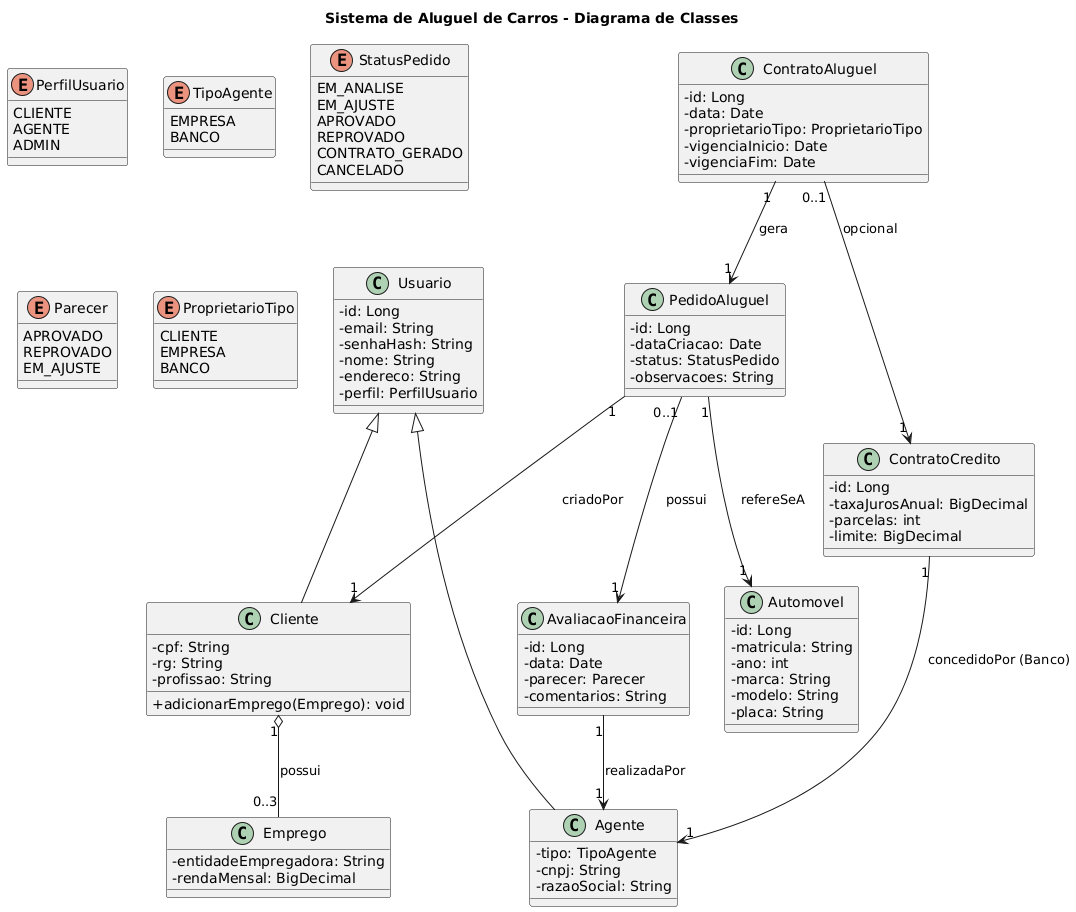 Sistema de Aluguel de Carros - Diagrama de Classes
E PerfilUsuario
CLIENTE
AGENTE
ADMIN
E TipoAgente
EMPRESA
BANCO
E StatusPedido
EM_ANALISE
EM_AJUSTE
APROVADO
REPROVADO
CONTRATO_GERADO
CANCELADO
C ContratoAluguel
-id: Long
-data: Date
-proprietarioTipo: ProprietarioTipo
-vigenciaInicio: Date
-vigenciaFim: Date
1
0..1
gera
opcional
1
1
E Parecer
APROVADO
REPROVADO
EM_AJUSTE
E ProprietarioTipo
CLIENTE
EMPRESA
BANCO
C Usuario
-id: Long
-email: String
-senhaHash: String
-nome: String
-endereco: String
-perfil: PerfilUsuario
C PedidoAluguel
-id: Long
-dataCriacao: Date
-status: StatusPedido
-observacoes: String
1
0..1
1
criadoPor
possui
refereSeA
1
1
1
C ContratoCredito
-id: Long
-taxaJurosAnual: BigDecimal
-parcelas: int
-limite: BigDecimal
1
concedidoPor (Banco)
1
C Cliente
-cpf: String
-rg: String
-profissao: String
+adicionarEmprego(Emprego): void
1
possui
0..3
C AvaliacaoFinanceira
-id: Long
-data: Date
-parecer: Parecer
-comentarios: String
1
realizadaPor
1
C Automovel
-id: Long
-matricula: String
-ano: int
-marca: String
-modelo: String
-placa: String
C Emprego
-entidadeEmpregadora: String
-rendaMensal: BigDecimal
C Agente
-tipo: TipoAgente
-cnpj: String
-razaoSocial: String